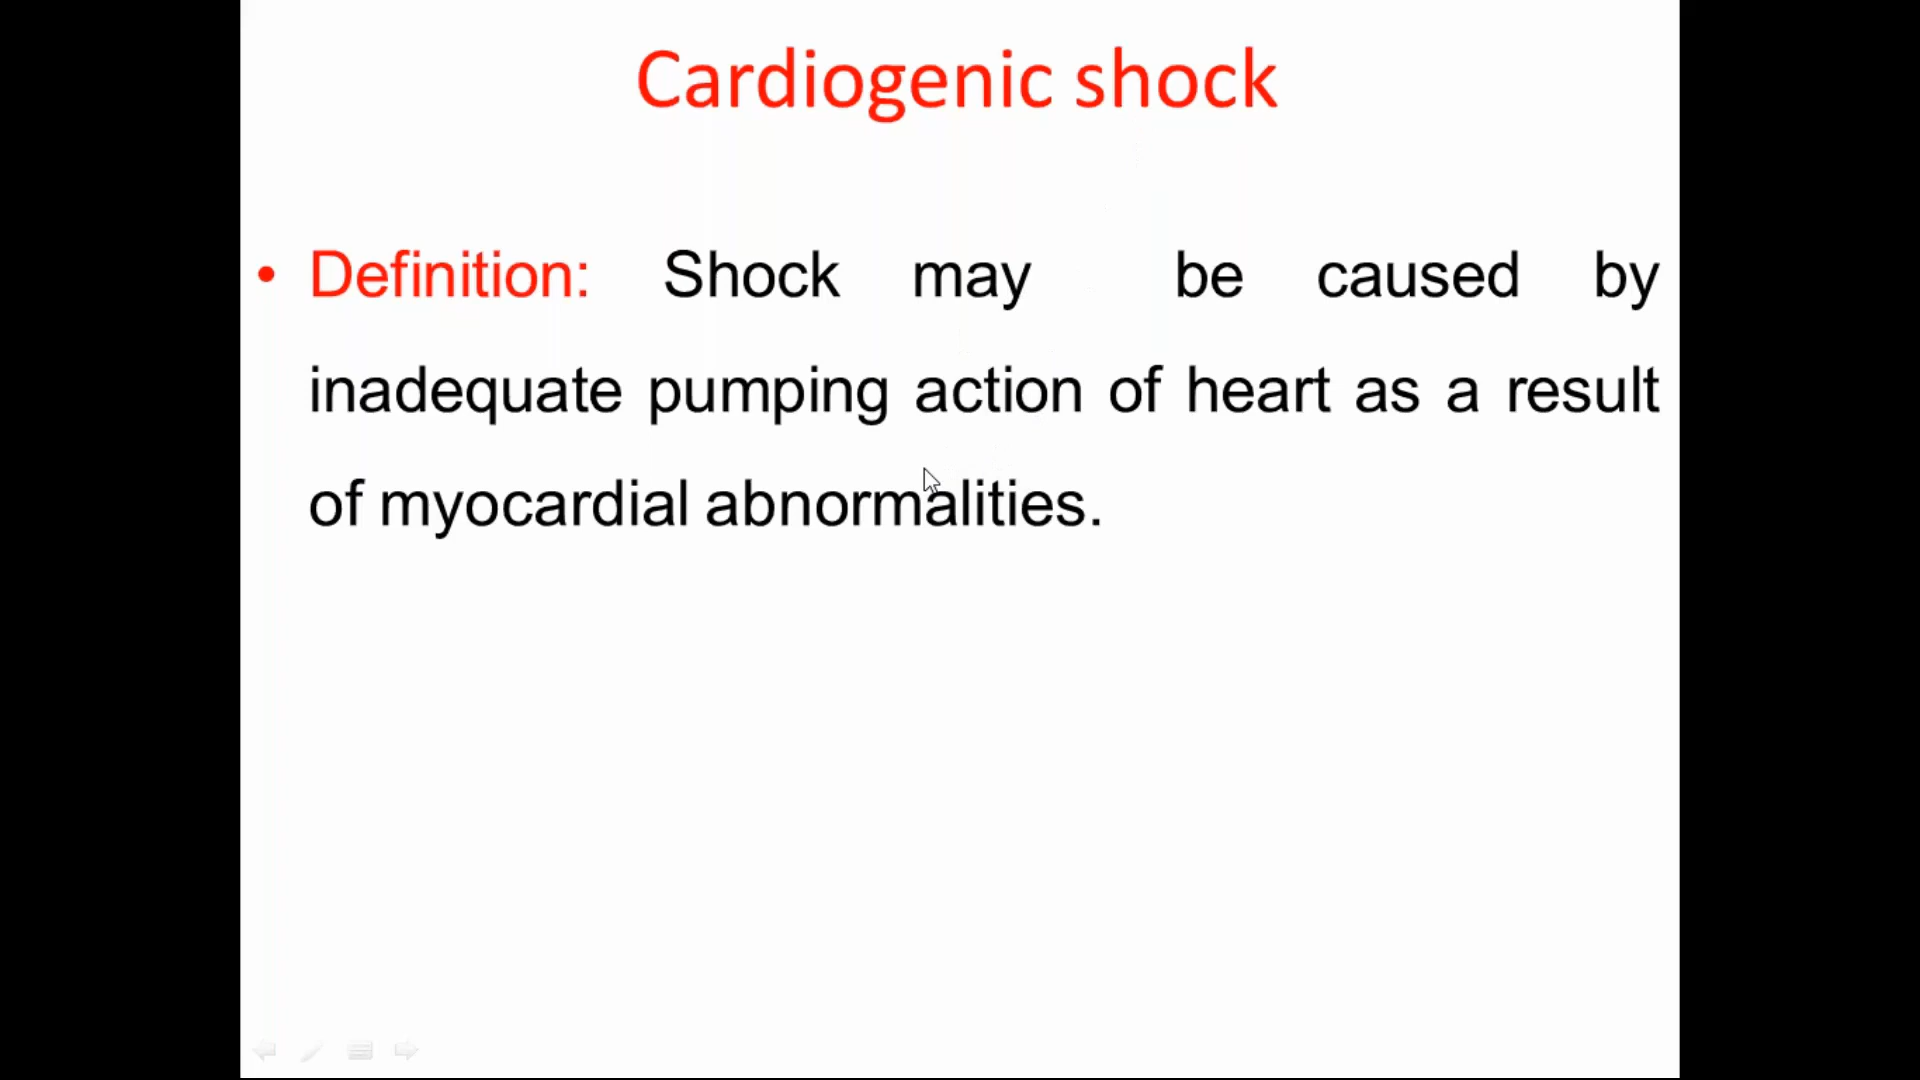 Cardiogenic shock
• Definition: Shock may be caused by
inadequate pumping action of heart as a result
of myocardial abnormalities.